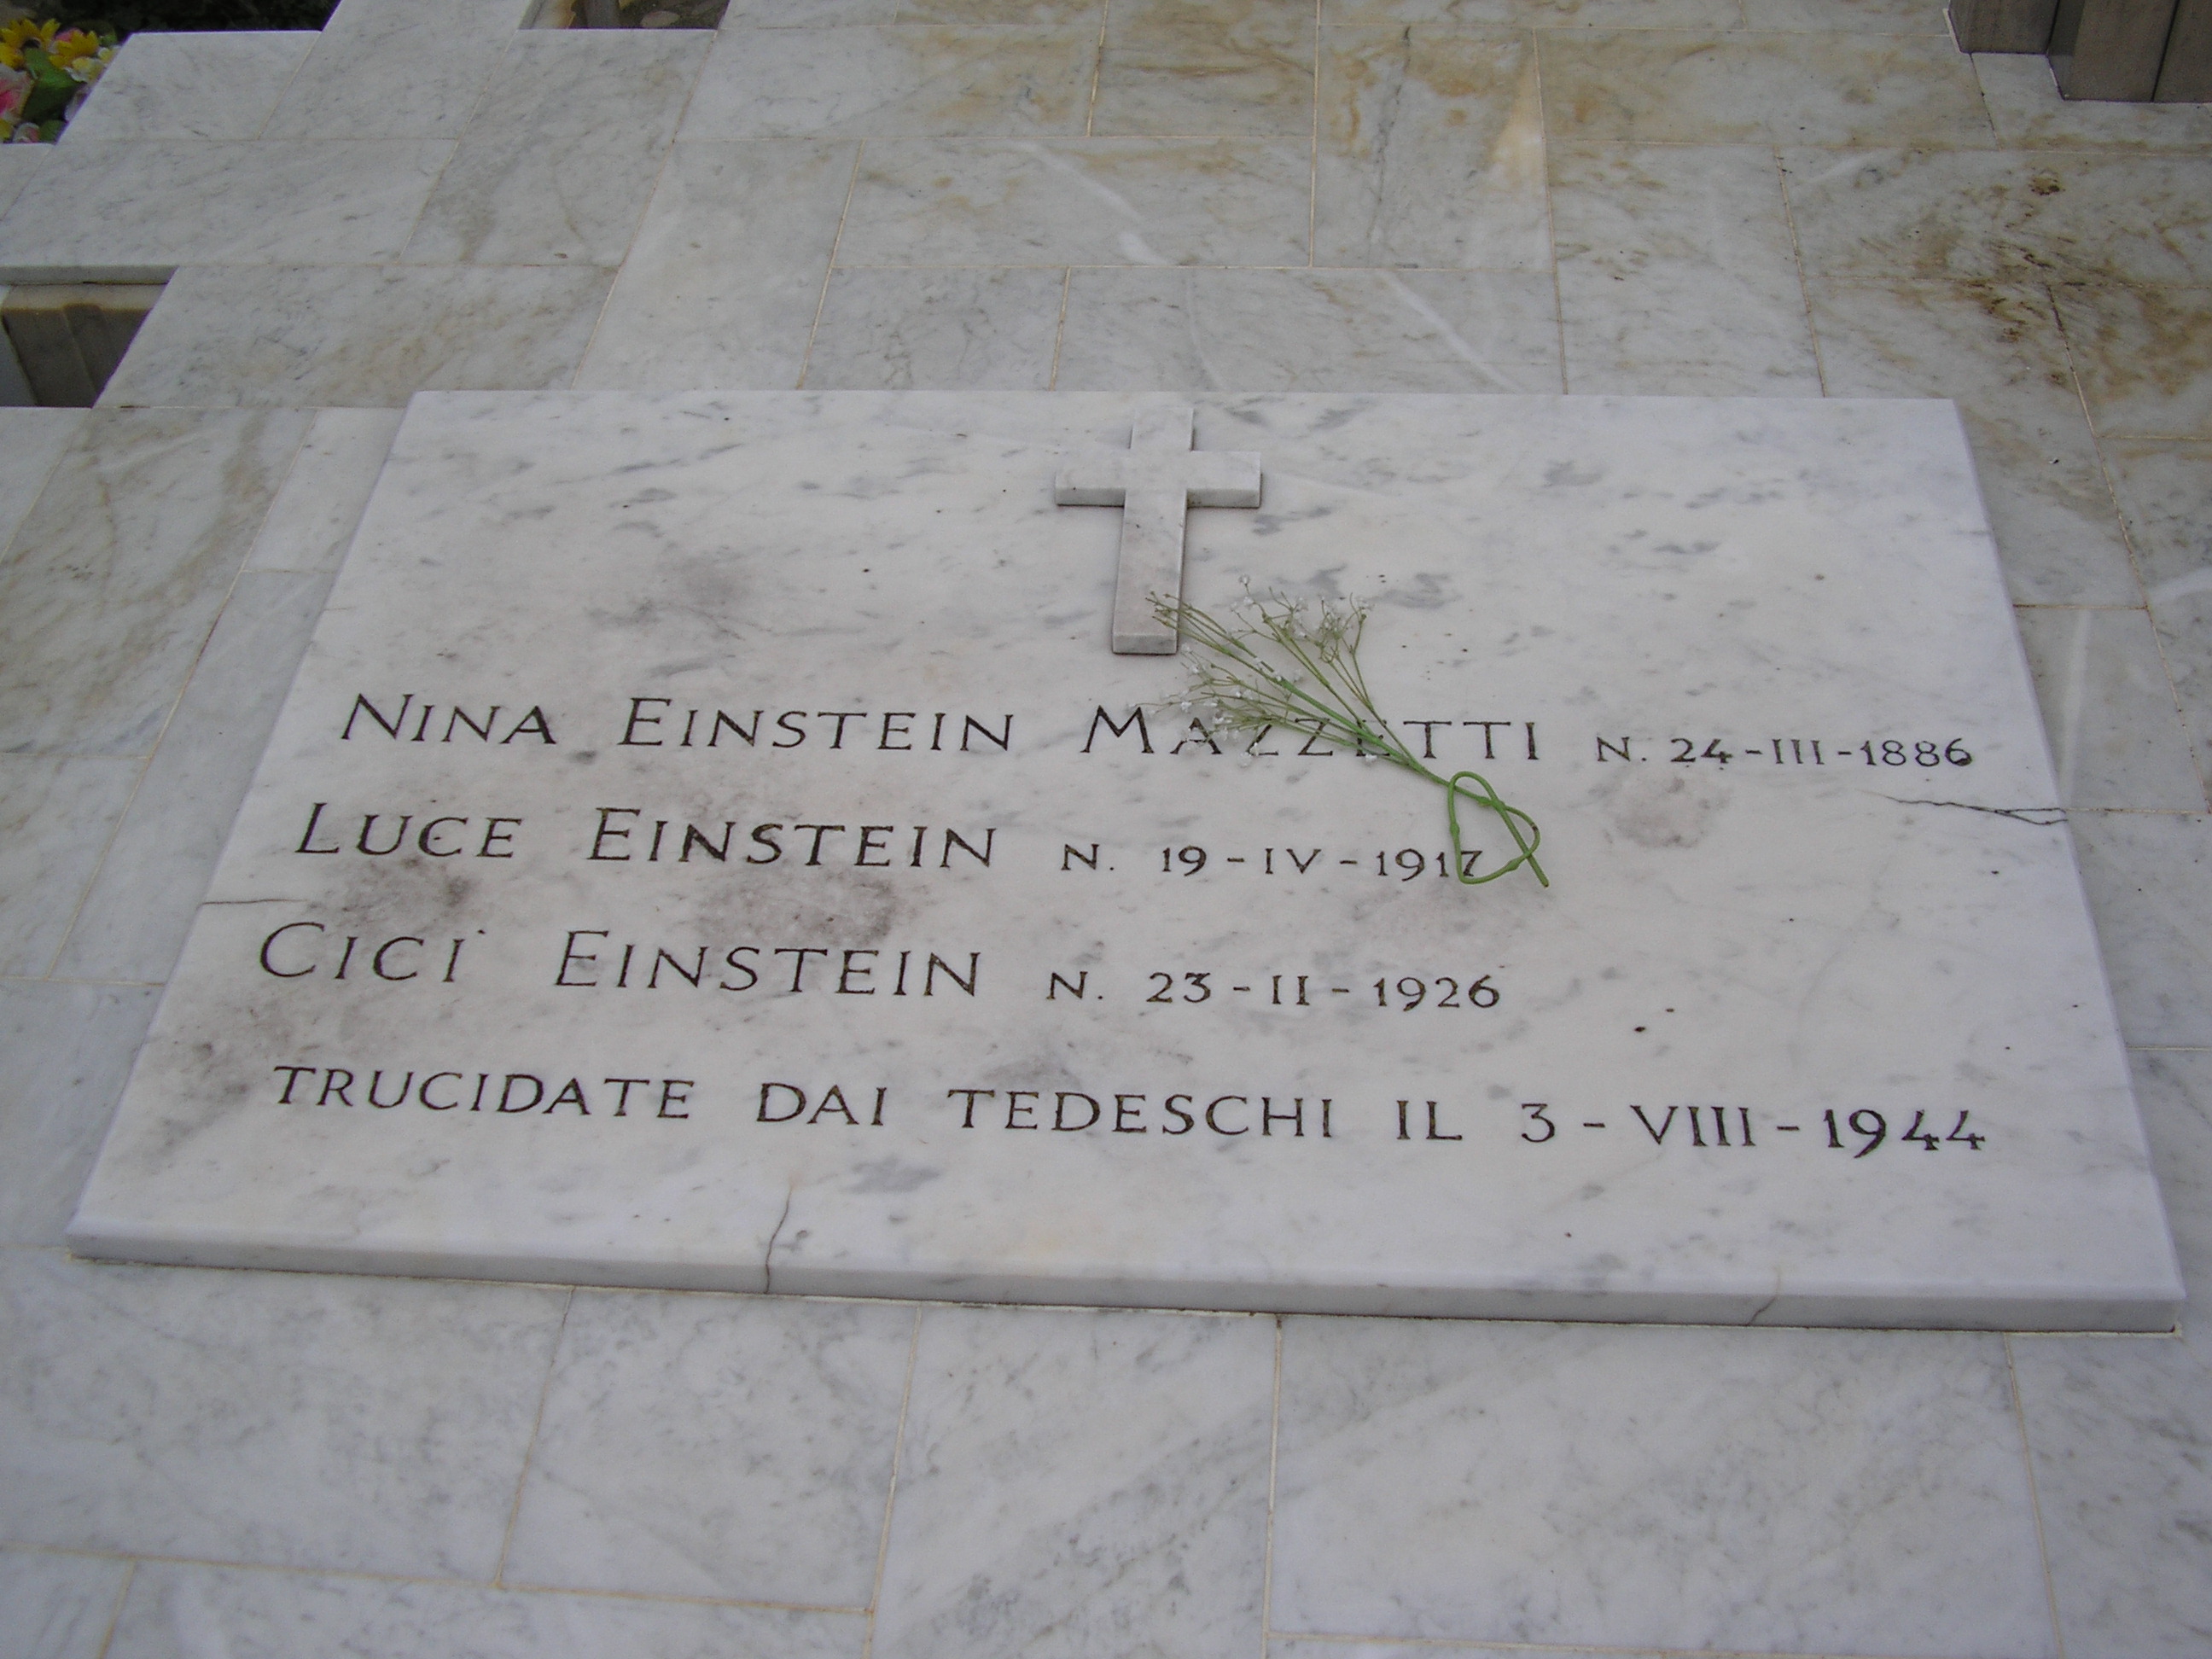 NINA EINSTEIN MAZZETTI N. 24-III-1886
LUCE EINSTEIN N. 19-IV-1917
CICI EINSTEIN N. 23-II-1926
TRUCIDATE DAI TEDESCHI IL 3-VIII-1944